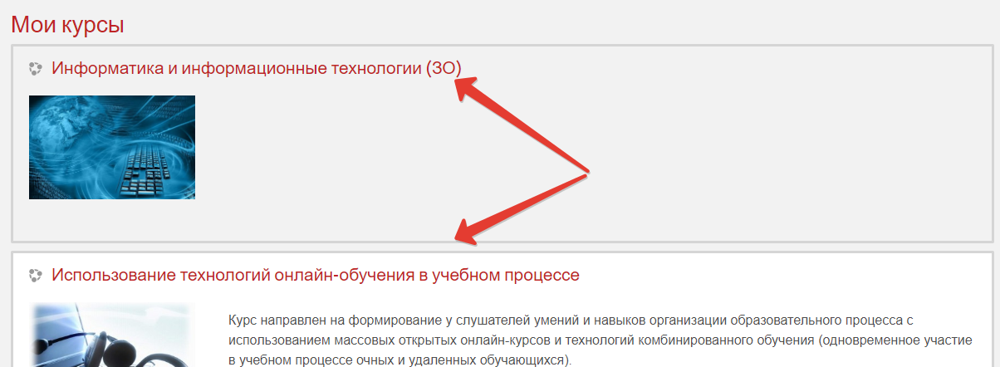 Мои курсы
Информатика и информационные технологии (ЗО)
Использование технологий онлайн-обучения в учебном процессе
Курс направлен на формирование у слушателей умений и навыков организации образовательного процесса с
использованием массовых открытых онлайн-курсов и технологий комбинированного обучения (одновременное участие
в учебном процессе очных и удаленных обучающихся).